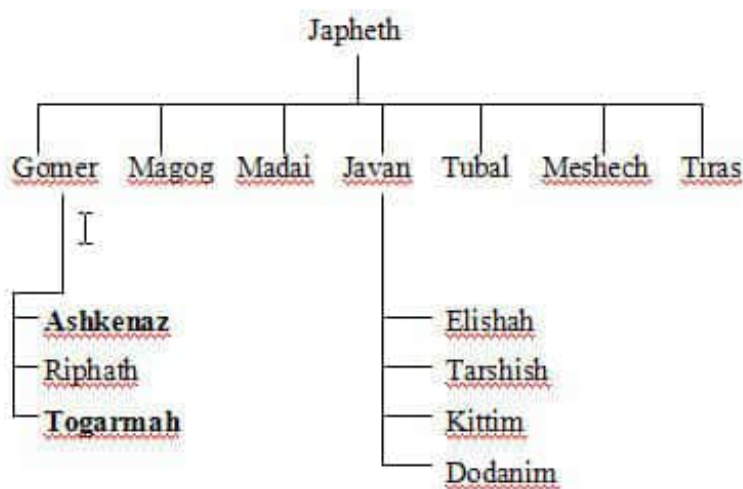 Japheth
Gomer Magog Madai Javan Tubal Meshech Tiras
Ashkenaz Elishah
Riphath Tarshish
Togarmah Kittim
Dodanim